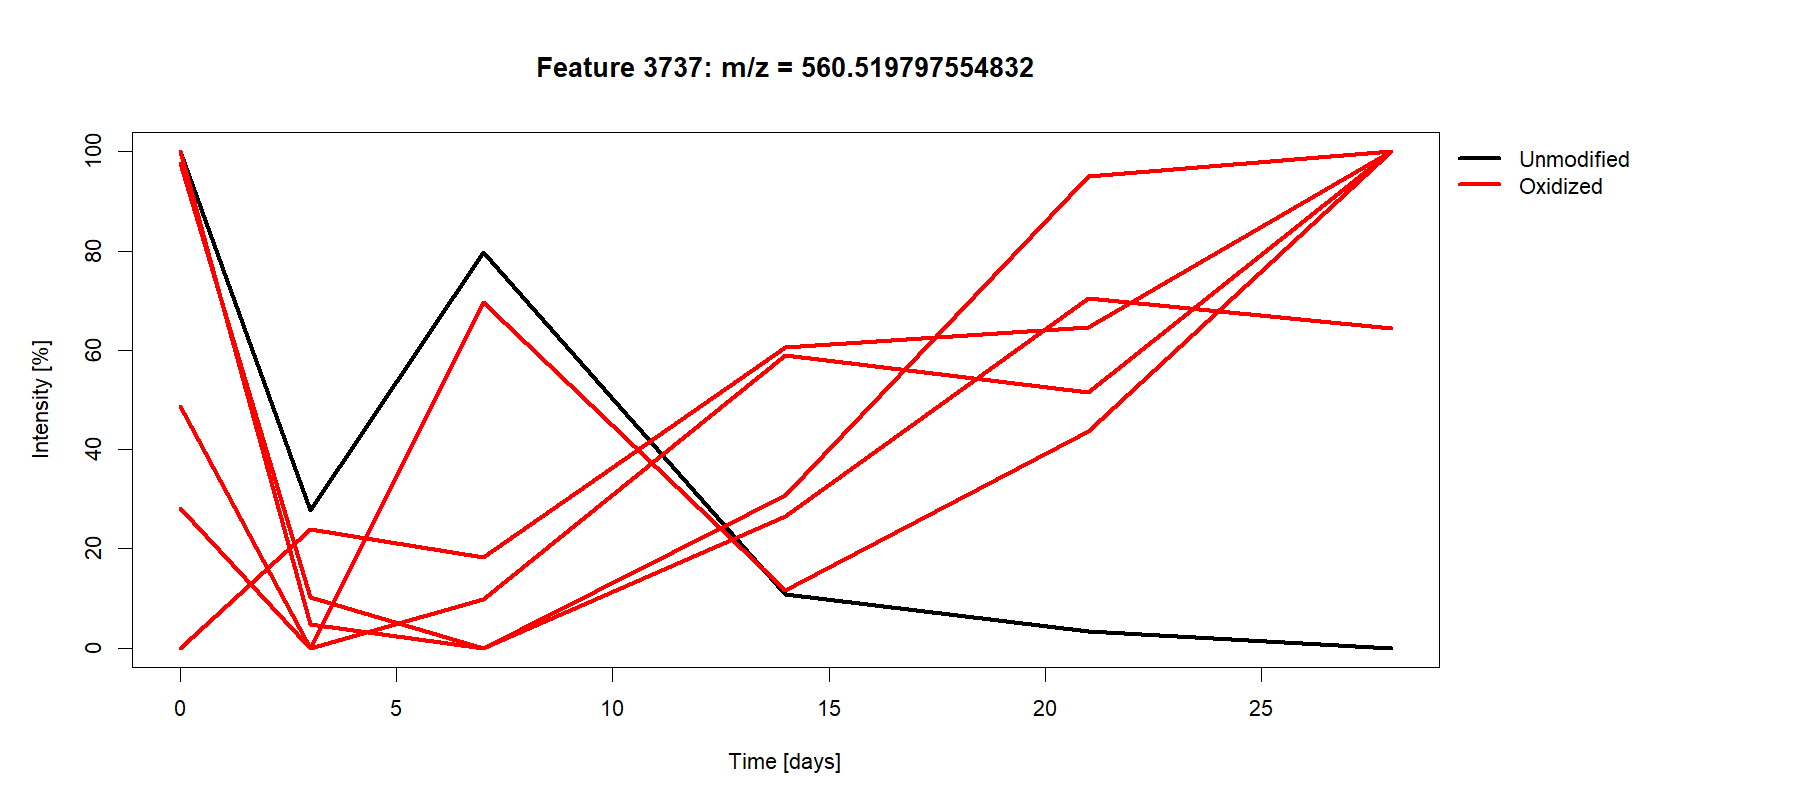 Feature 3737: m/z = 560.519797554832
Unmodified
Oxidized
Intensity [%]
100
80
60
40
20
0
0 5 10 15 20 25
Time [days]